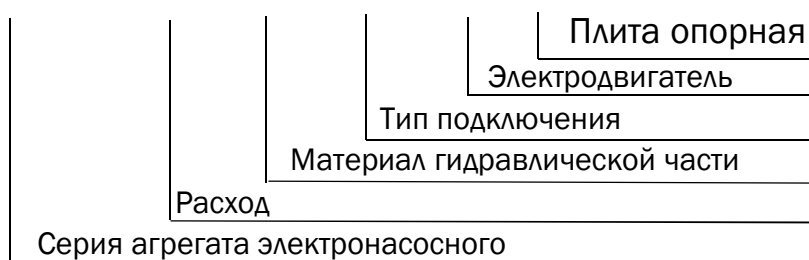 Плита опорная
Электродвигатель
Тип подключения
Материал гидравлической части
Расход
Серия агрегата электронасосного